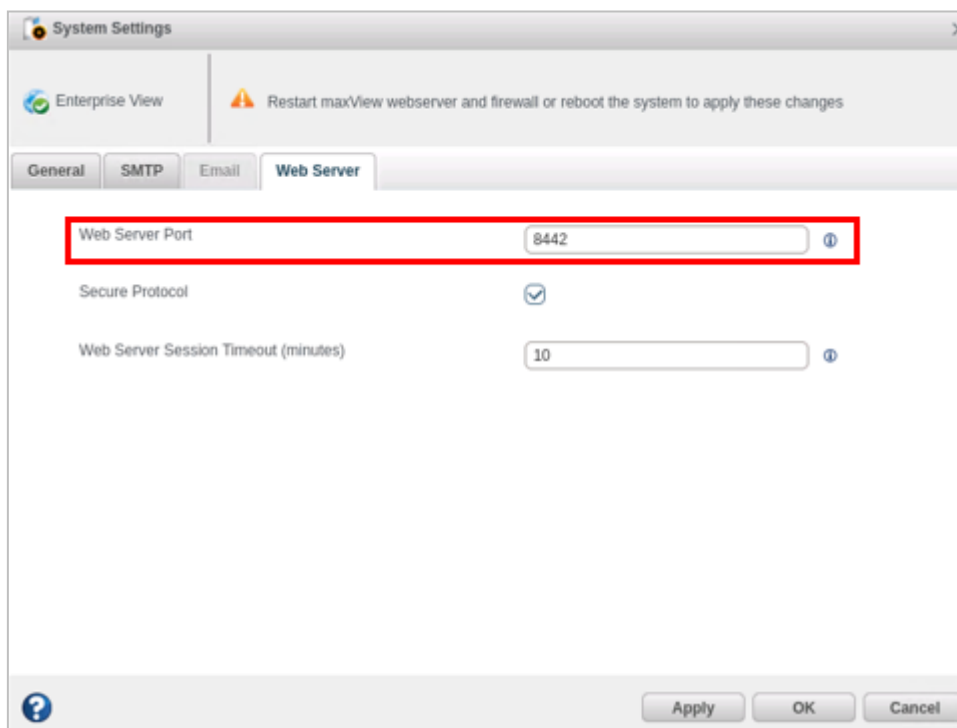 System Settings
Enterprise View
Restart maxView webserver and firewall or reboot the system to apply these changes
General SMTP Email Web Server
Web Server Port 8442
Secure Protocol
Web Server Session Timeout (minutes) 10
Apply OK Cancel